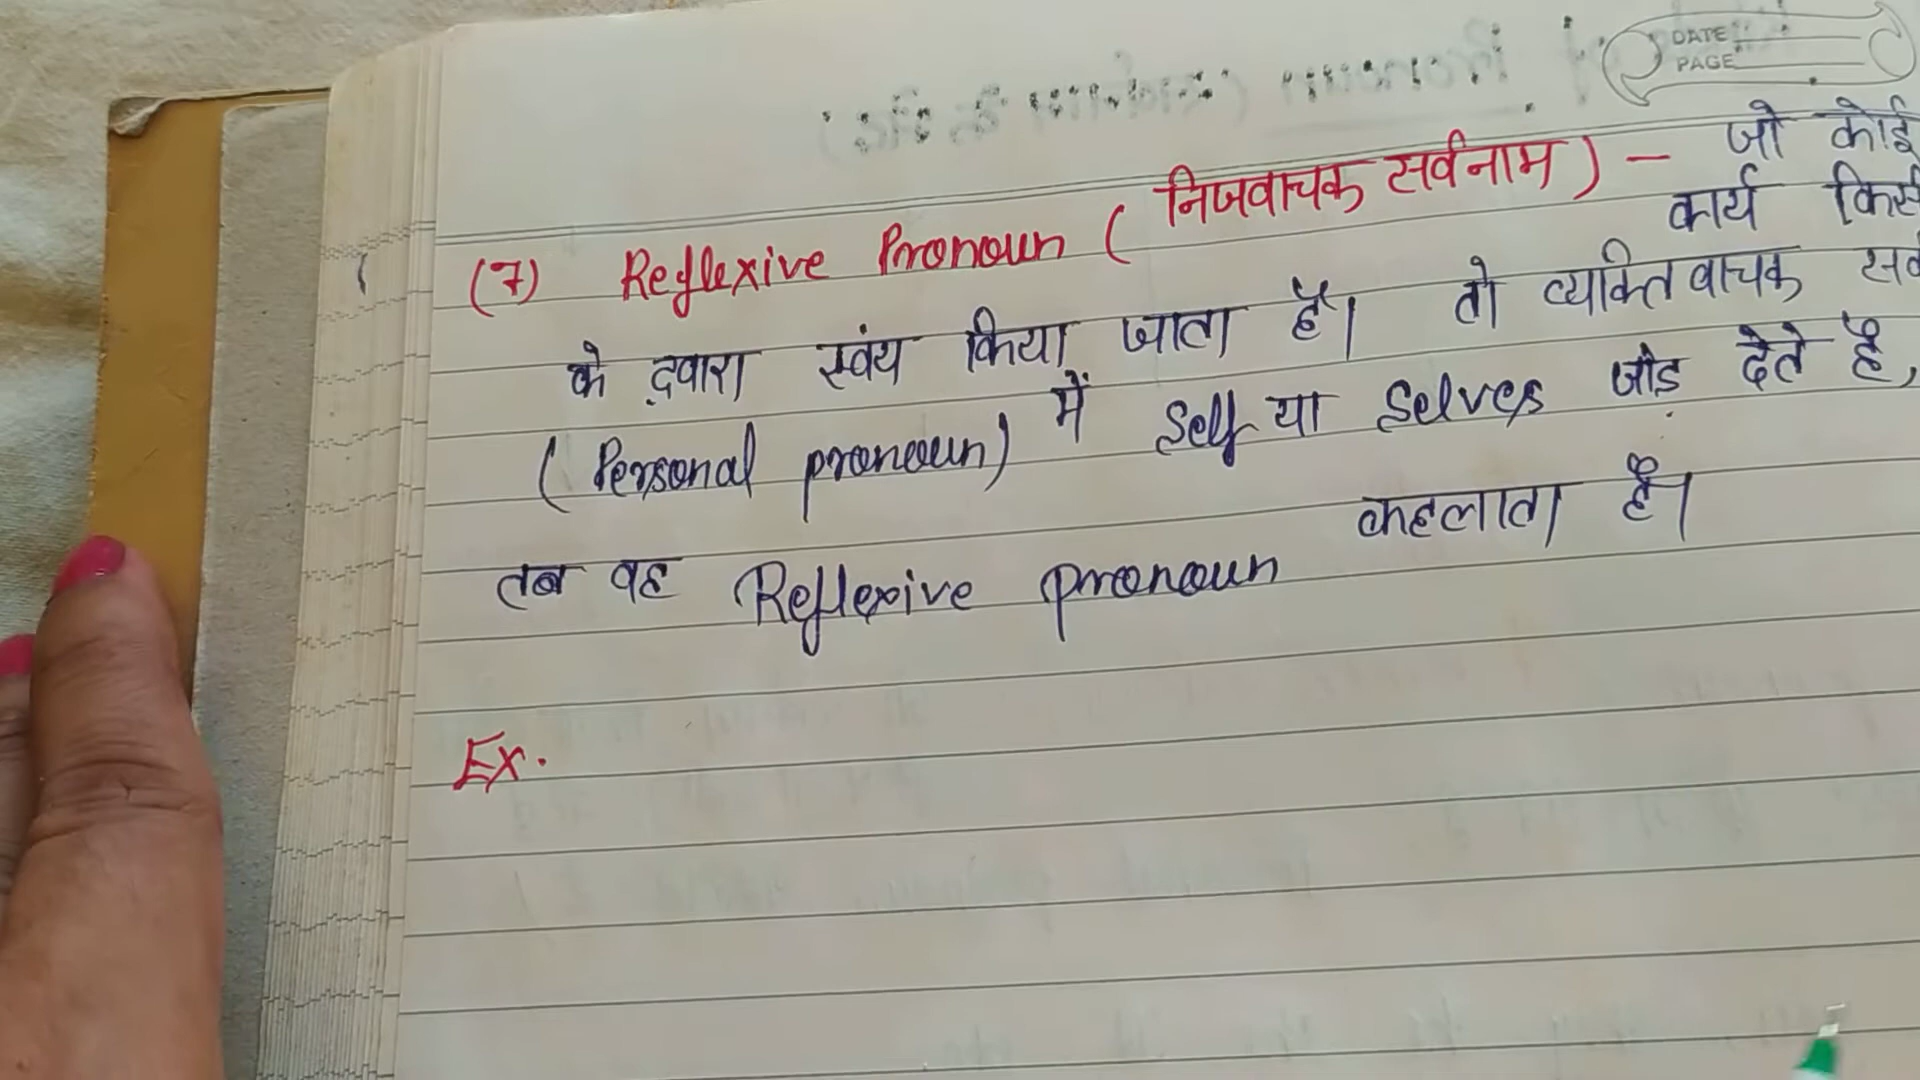 DATE
PAGE
(7) Reflexive Pronoun ( निजवाचक सर्वनाम ) - जो कोई
कार्य
के द्वारा स्वंय किया जाता है। तो व्यक्तिवाचक
( Personal pronoun) में Self या Selves जोड़ देते है,
तब वह Reflexive pronoun कहलाता है।
Ex.